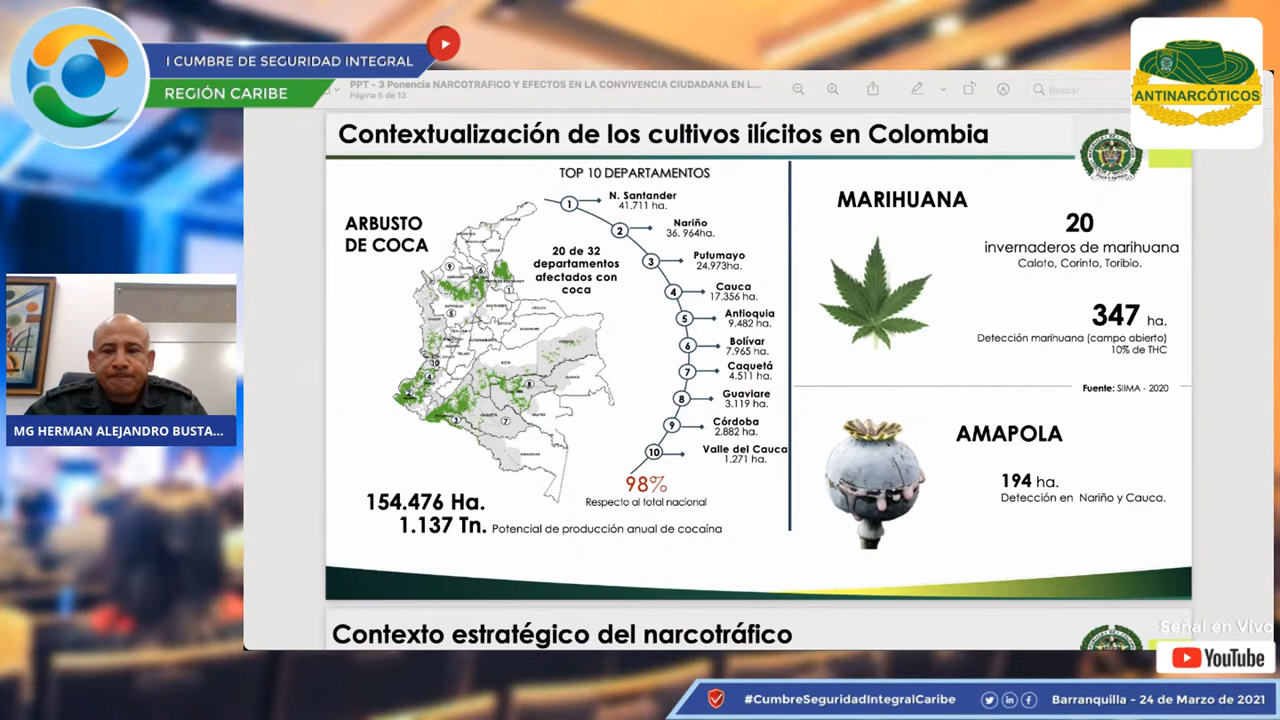 I CUMBRE DE SEGURIDAD INTEGRAL
REGIÓN CARIBE
PPT - 3 Ponencia NARCOTRAFICO Y EFECTOS EN LA CONVIVENCIA CIUDADANA EN L...
Página 5 de 13
Buscar
ANTINARCÓTICOS
Contextualización de los cultivos ilícitos en Colombia
TOP 10 DEPARTAMENTOS
ARBUSTO
DE COCA
20 de 32
departamentos
afectados con
coca
1
N. Santander
41.711 ha.
2
Nariño
36. 964ha.
3
Putumayo
24.973ha.
4
Cauca
17.356 ha.
5
Antioquia
9.482 ha.
6
Bolívar
7.965 ha.
7
Caquetá
4.511 ha.
8
Guaviare
3.119 ha.
9
Córdoba
2.882 ha.
10
Valle del Cauca
1.271 ha.
98%
Respecto al total nacional
154.476 Ha.
1.137 Tn. Potencial de producción anual de cocaína
MARIHUANA
20
invernaderos de marihuana
Caloto, Corinto, Toribio.
347 ha.
Detección marihuana (campo abierto)
10% de THC
Fuente: SIIMA - 2020
AMAPOLA
194 ha.
Detección en Nariño y Cauca.
MG HERMAN ALEJANDRO BUSTA...
Contexto estratégico del narcotráfico
Señal en Vivo
YouTube
#CumbreSeguridadIntegralCaribe
Barranquilla - 24 de Marzo de 2021